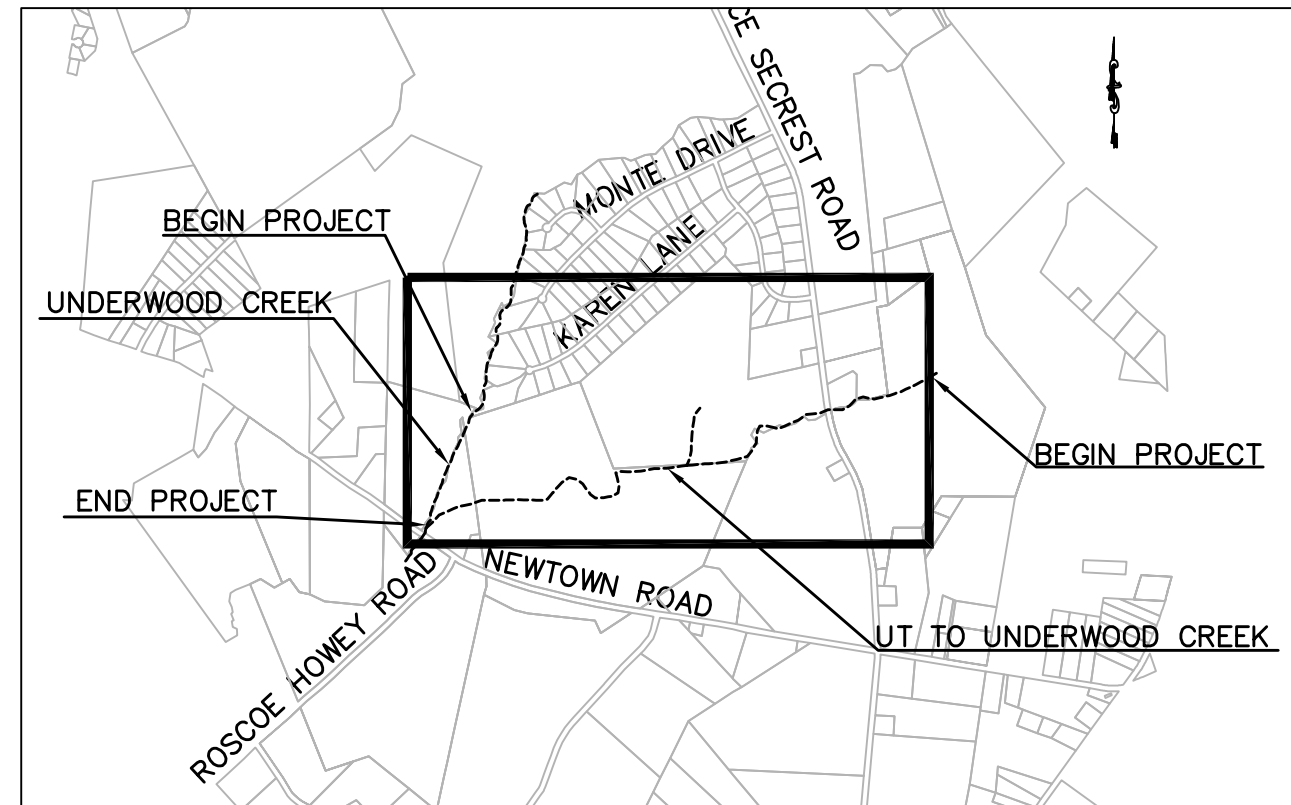 CE SECREST ROAD
MONTE DRIVE
BEGIN PROJECT
KAREN LANE
UNDERWOOD CREEK
BEGIN PROJECT
END PROJECT
NEWTOWN ROAD
UT TO UNDERWOOD CREEK
ROSCOE HOWEY ROAD